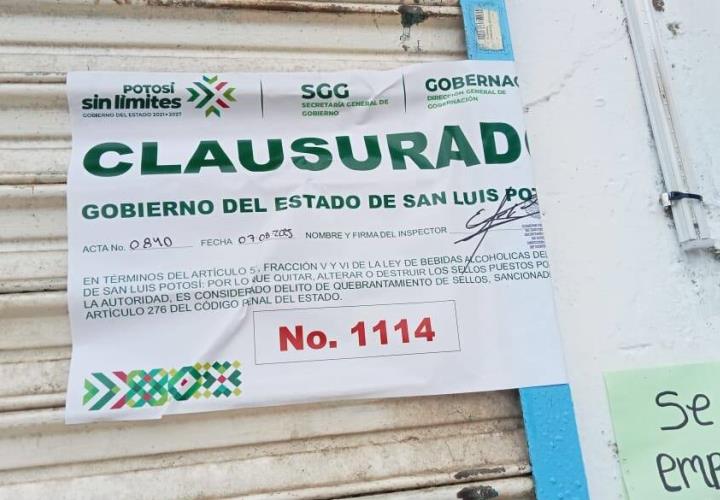 POTOSÍ
sin límites
GOBIERNO DEL ESTADO 2021•2027
SGG
SECRETARÍA GENERAL DE
GOBIERNO
GOBERNAC
DIRECCIÓN GENERAL DE
GOBERNACIÓN
CLAUSURADO
GOBIERNO DEL ESTADO DE SAN LUIS POT
ACTA No. 0840 FECHA 07.08.2025 NOMBRE Y FIRMA DEL INSPECTOR
EN TÉRMINOS DEL ARTÍCULO 5, FRACCIÓN V Y VI DE LA LEY DE BEBIDAS ALCOHÓLICAS DEL
DE SAN LUIS POTOSÍ: POR LO QUE QUITAR, ALTERAR O DESTRUIR LOS SELLOS PUESTOS PO
LA AUTORIDAD, ES CONSIDERADO DELITO DE QUEBRANTAMIENTO DE SELLOS, SANCIONAD
ARTÍCULO 276 DEL CÓDIGO PENAL DEL ESTADO.
No. 1114
Se
emp